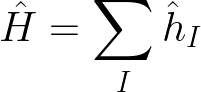 Ĥ = ∑_I ĥ_I